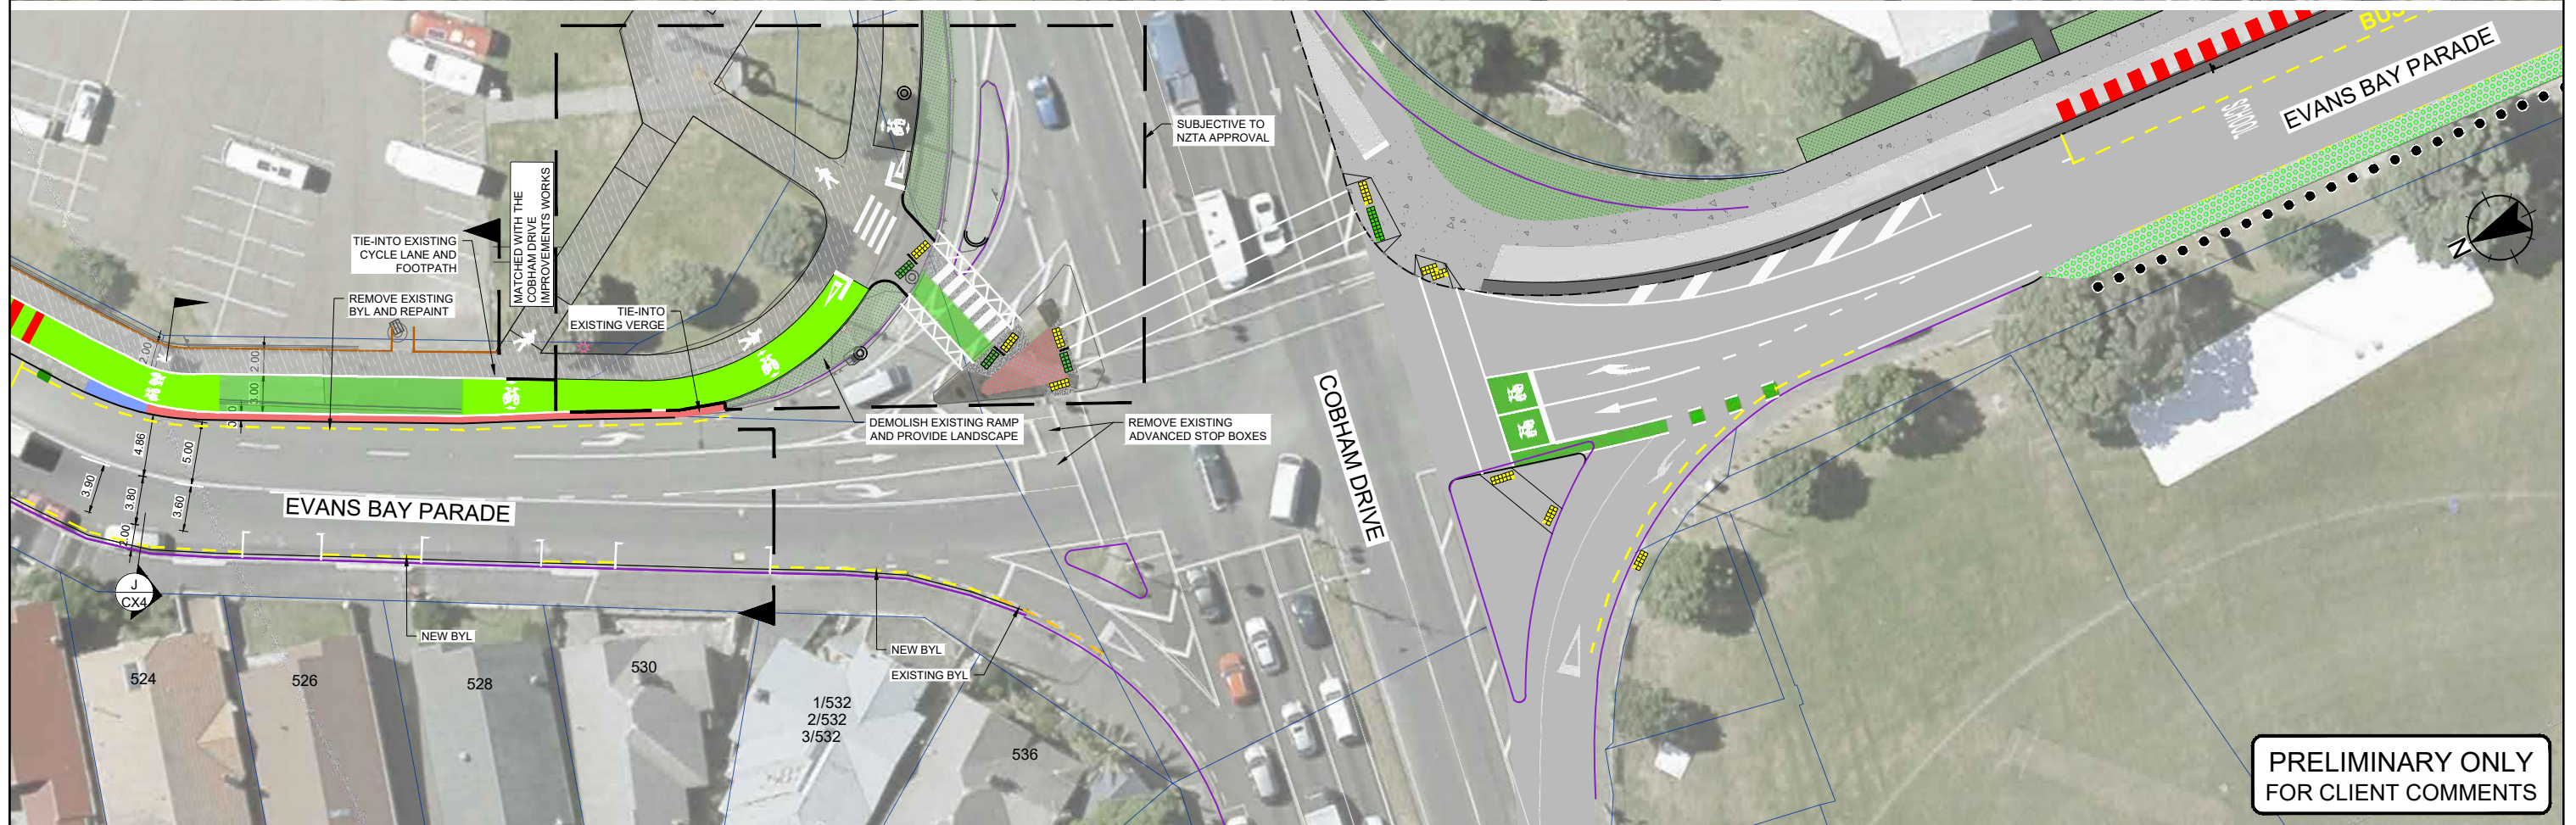 BUS
EVANS BAY PARADE
SCHOOL
SUBJECTIVE TO
NZTA APPROVAL
MATCHED WITH THE
COBHAM DRIVE
IMPROVEMENTS WORKS
TIE-INTO EXISTING
CYCLE LANE AND
FOOTPATH
REMOVE EXISTING
BYL AND REPAINT
TIE-INTO
EXISTING VERGE
N
2.00
2.00
3.00
DEMOLISH EXISTING RAMP
AND PROVIDE LANDSCAPE
REMOVE EXISTING
ADVANCED STOP BOXES
COBHAM DRIVE
4.86
5.00
3.90
3.80
3.60
2.00
EVANS BAY PARADE
J
CX4
NEW BYL
NEW BYL
EXISTING BYL
524
526
528
530
1/532
2/532
3/532
536
PRELIMINARY ONLY
FOR CLIENT COMMENTS